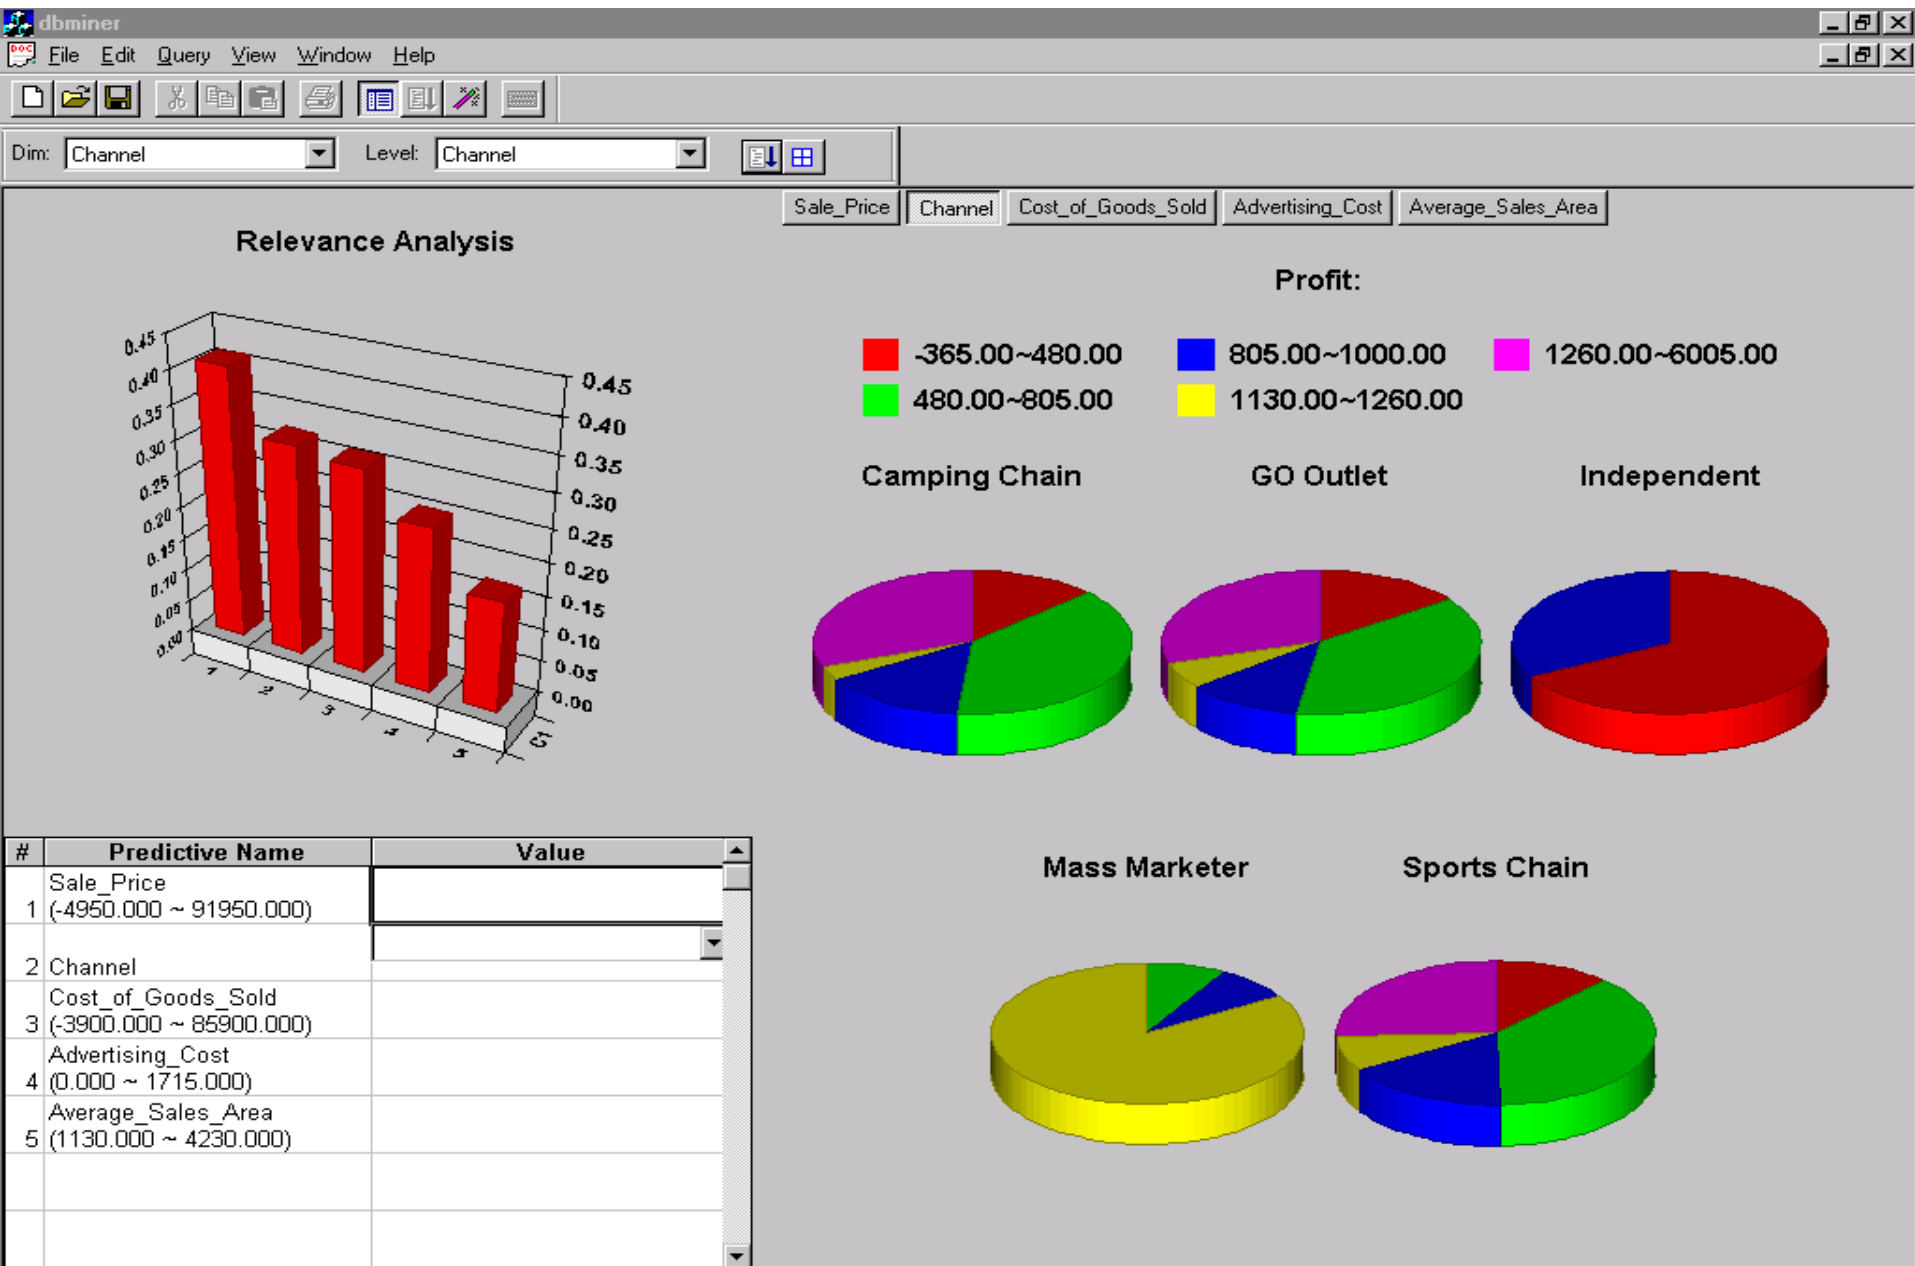 dbminer
File Edit Query View Window Help
Dim: Channel Level: Channel
Sale_Price Channel Cost_of_Goods_Sold Advertising_Cost Average_Sales_Area
Relevance Analysis
0.45
0.40
0.35
0.30
0.25
0.20
0.15
0.10
0.05
0.00
0.45
0.40
0.35
0.30
0.25
0.20
0.15
0.10
0.05
0.00
1 2 3 4 5
Profit:
-365.00~480.00 805.00~1000.00 1260.00~6005.00
480.00~805.00 1130.00~1260.00
Camping Chain GO Outlet Independent
Mass Marketer Sports Chain
# Predictive Name Value
Sale_Price
1 (-4950.000 ~ 91950.000)
2 Channel
Cost_of_Goods_Sold
3 (-3900.000 ~ 85900.000)
Advertising_Cost
4 (0.000 ~ 1715.000)
Average_Sales_Area
5 (1130.000 ~ 4230.000)